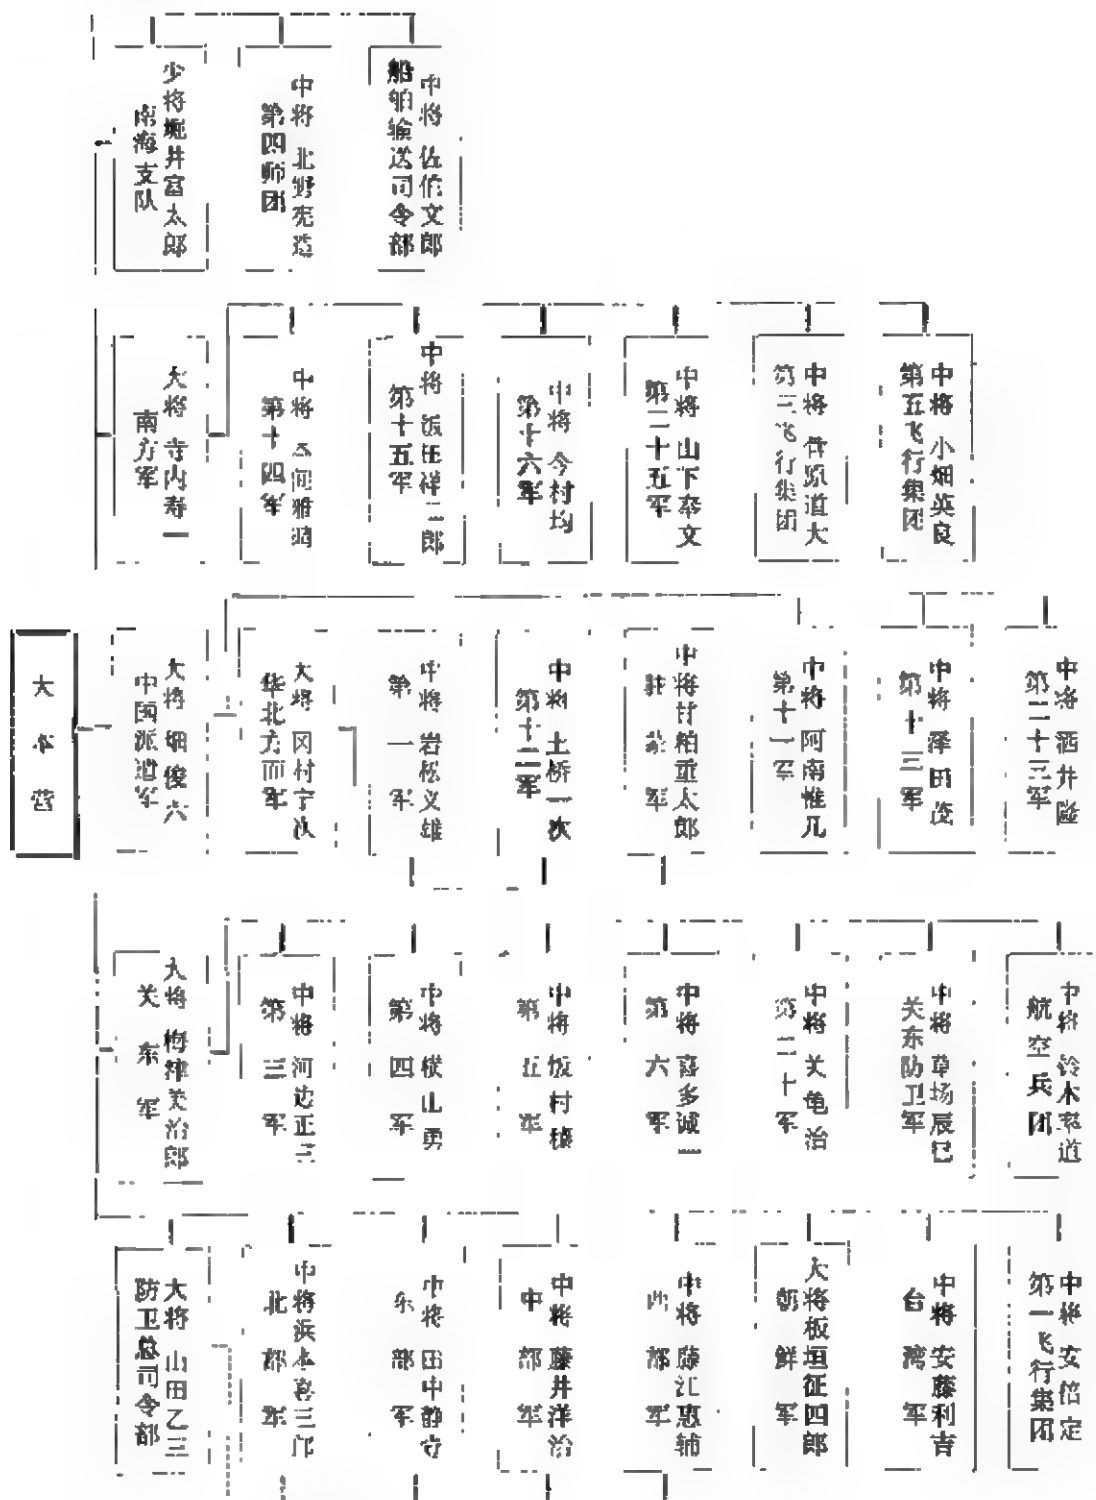 南海支队
少将堀井富太郎
第四师团
中将 北野宪造
船舶输送司令部
中将 佐伯文郎
南方军
大将 寺内寿一
第十四军
中将 本间雅晴
第十五军
中将 饭田祥二郎
第十六军
中将 今村均
第二十五军
中将 山下奉文
第三飞行集团
中将 菅原道大
第五飞行集团
中将 小畑英良
大本营
中国派遣军
大将 畑俊六
华北方面军
大将 冈村宁次
第一军
中将 岩松义雄
第十二军
中将 土桥一次
驻蒙军
中将甘粕重太郎
第十一军
中将 阿南惟几
第十三军
中将 泽田茂
第二十三军
中将 酒井隆
关东军
大将 梅津美治郎
第三军
中将 河边正三
第四军
中将 横山勇
第五军
中将 饭村穰
第六军
中将 喜多诚一
第二十军
中将 关龟治
关东防卫军
中将 草场辰巳
航空兵团
中将 铃木率道
防卫总司令部
大将 山田乙三
北部军
中将浜本喜三郎
东部军
中将 田中静壹
中部军
中将 藤井洋治
西部军
中将 藤江惠辅
朝鲜军
大将板垣征四郎
台湾军
中将 安藤利吉
第一飞行集团
中将 安倍定